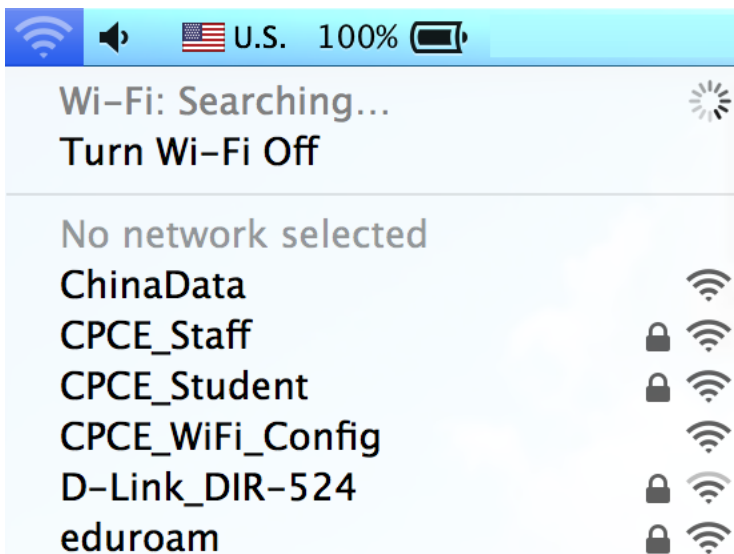 U.S. 100%
Wi-Fi: Searching...
Turn Wi-Fi Off
No network selected
ChinaData
CPCE_Staff
CPCE_Student
CPCE_WiFi_Config
D-Link_DIR-524
eduroam